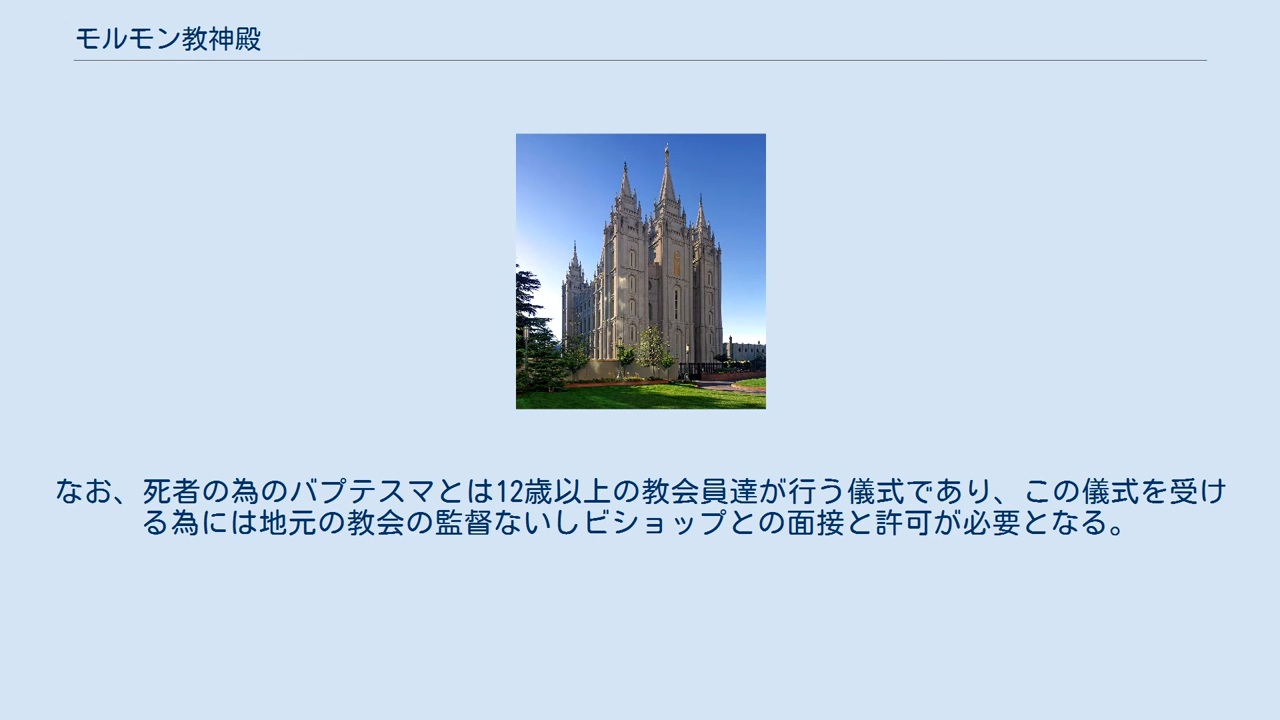 モルモン教神殿
なお、死者の為のバプテスマとは12歳以上の教会員達が行う儀式であり、この儀式を受け
る為には地元の教会の監督ないしビショップとの面接と許可が必要となる。